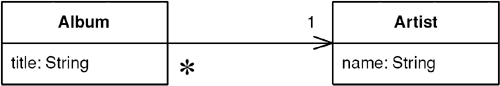 Album
title: String
*
1
Artist
name: String